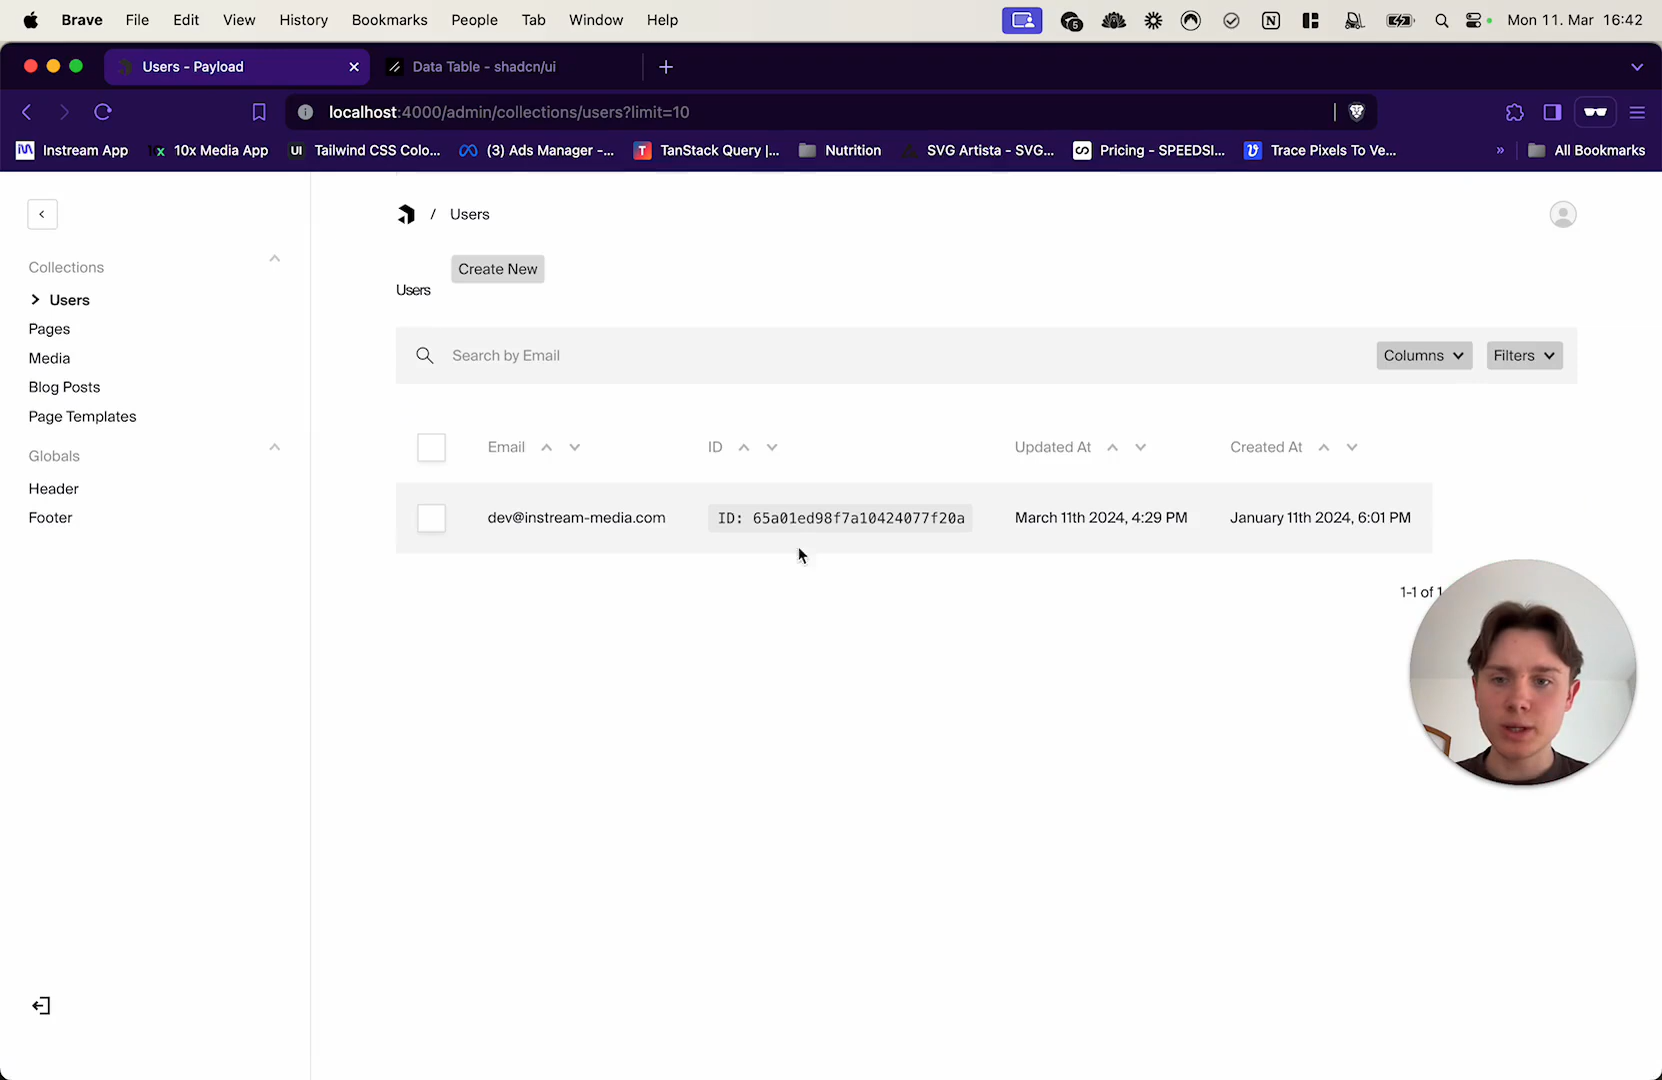 Brave File Edit View History Bookmarks People Tab Window Help Mon 11. Mar 16:42
Users - Payload Data Table - shadcn/ui
localhost:4000/admin/collections/users?limit=10
Instream App 10x Media App UI Tailwind CSS Colo... (3) Ads Manager -... T TanStack Query |... Nutrition SVG Artista – SVG... Pricing - SPEEDSI... Trace Pixels To Ve... » All Bookmarks
/ Users
Create New
Users
Collections
Users
Pages
Media
Blog Posts
Page Templates
Globals
Header
Footer
Search by Email Columns Filters
Email ID Updated At Created At
dev@instream-media.com ID: 65a01ed98f7a10424077f20a March 11th 2024, 4:29 PM January 11th 2024, 6:01 PM
1-1 of 1